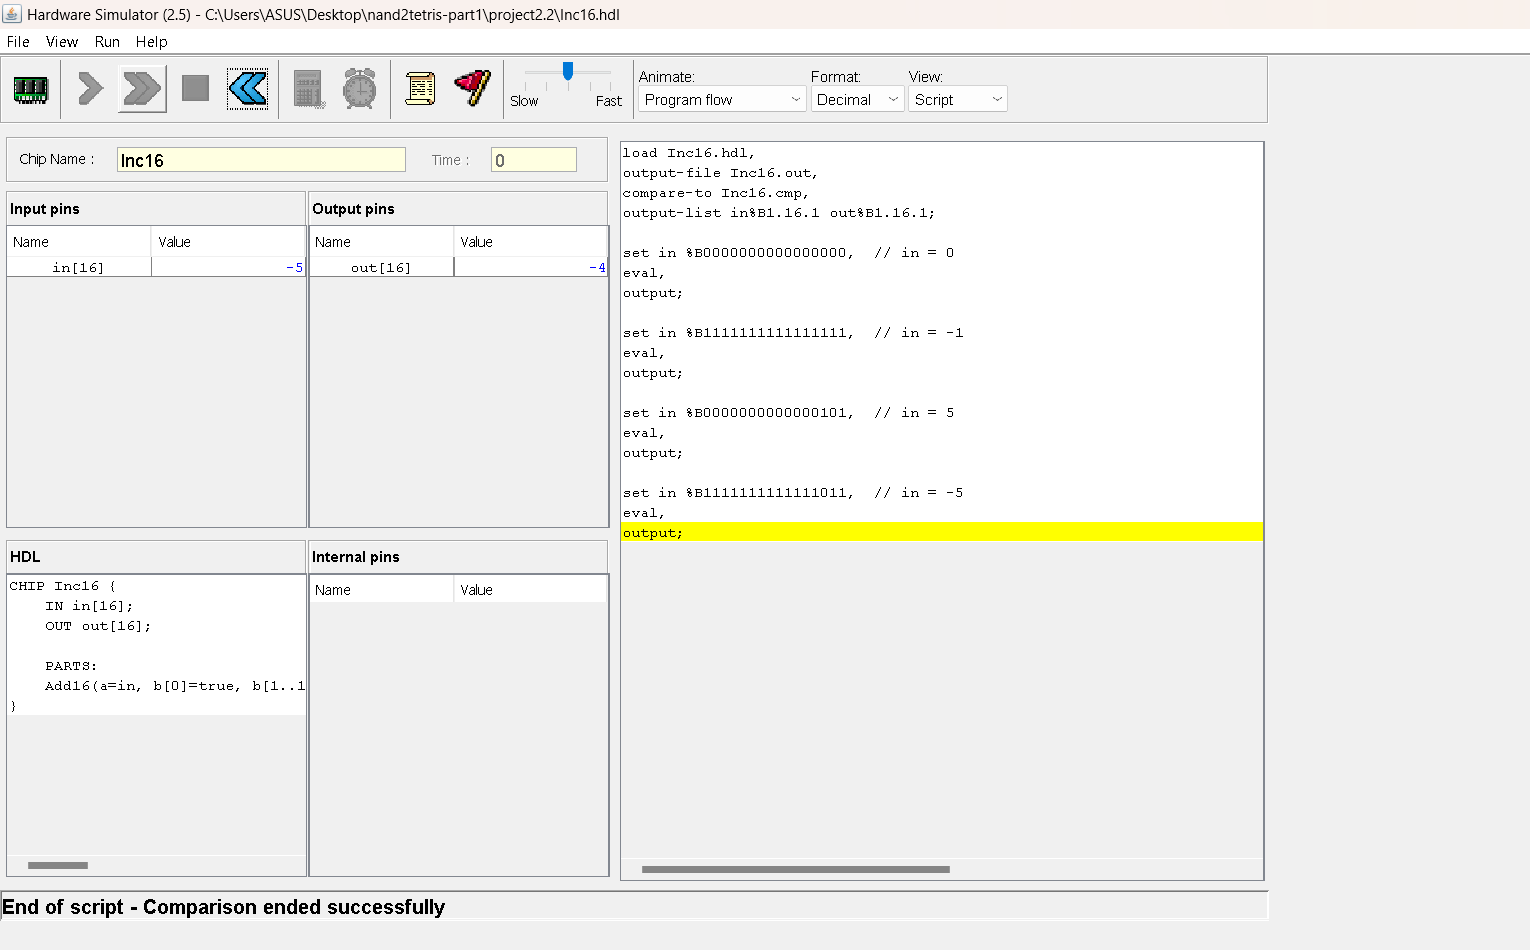 Hardware Simulator (2.5) - C:\Users\ASUS\Desktop\nand2tetris-part1\project2.2\Inc16.hdl
File View Run Help
Slow Fast
Animate: Format: View:
Program flow Decimal Script
Chip Name : Inc16 Time : 0
Input pins
Name Value
in[16] -5
Output pins
Name Value
out[16] -4
HDL
CHIP Inc16 {
    IN in[16];
    OUT out[16];
    PARTS:
    Add16(a=in, b[0]=true, b[1..1
}
Internal pins
Name Value
load Inc16.hdl,
output-file Inc16.out,
compare-to Inc16.cmp,
output-list in%B1.16.1 out%B1.16.1;
set in %B0000000000000000,  // in = 0
eval,
output;
set in %B1111111111111111,  // in = -1
eval,
output;
set in %B0000000000000101,  // in = 5
eval,
output;
set in %B1111111111111011,  // in = -5
eval,
output;
End of script - Comparison ended successfully